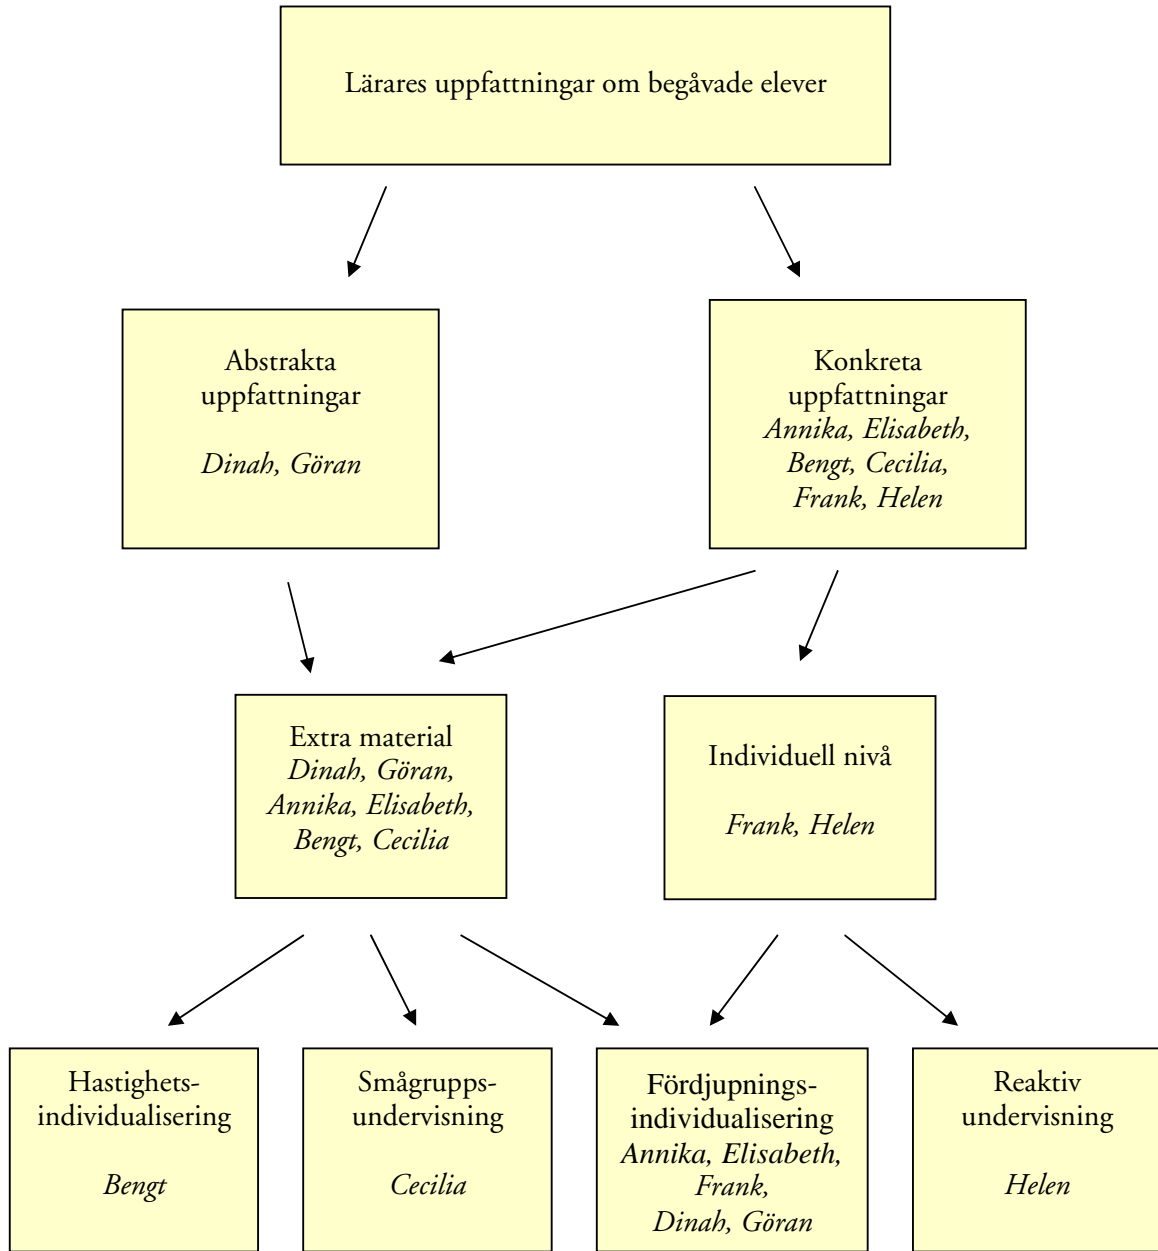 Lärares uppfattningar om begåvade elever
Abstrakta
uppfattningar
Dinah, Göran
Konkreta
uppfattningar
Annika, Elisabeth,
Bengt, Cecilia,
Frank, Helen
Extra material
Dinah, Göran,
Annika, Elisabeth,
Bengt, Cecilia
Individuell nivå
Frank, Helen
Hastighets-
individualisering
Bengt
Smågrupps-
undervisning
Cecilia
Fördjupnings-
individualisering
Annika, Elisabeth,
Frank,
Dinah, Göran
Reaktiv
undervisning
Helen